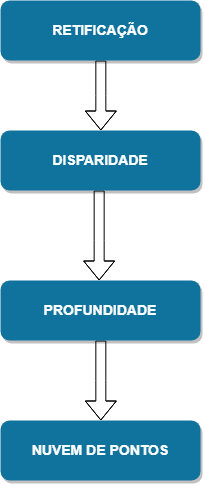 RETIFICAÇÃO
DISPARIDADE
PROFUNDIDADE
NUVEM DE PONTOS